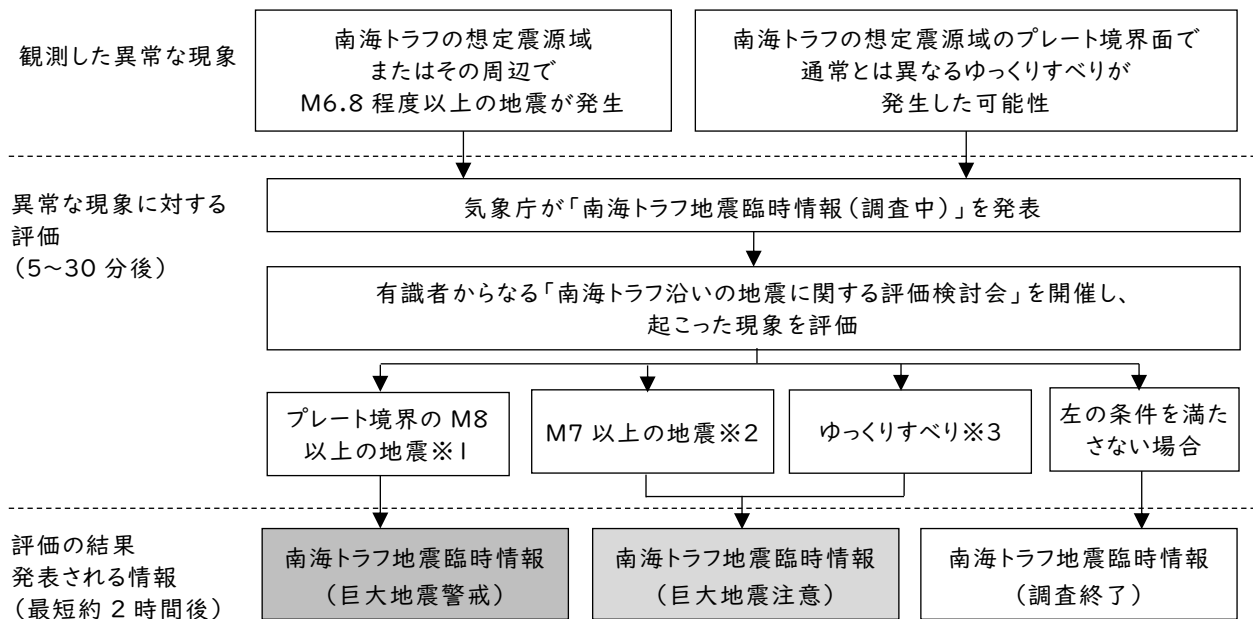 観測した異常な現象
南海トラフの想定震源域
またはその周辺で
M6.8 程度以上の地震が発生
南海トラフの想定震源域のプレート境界面で
通常とは異なるゆっくりすべりが
発生した可能性
異常な現象に対する
評価
(5~30 分後)
気象庁が「南海トラフ地震臨時情報(調査中)」を発表
有識者からなる「南海トラフ沿いの地震に関する評価検討会」を開催し、
起こった現象を評価
プレート境界の M8
以上の地震※1
M7 以上の地震※2
ゆっくりすべり※3
左の条件を満た
さない場合
評価の結果
発表される情報
(最短約 2 時間後)
南海トラフ地震臨時情報
(巨大地震警戒)
南海トラフ地震臨時情報
(巨大地震注意)
南海トラフ地震臨時情報
(調査終了)